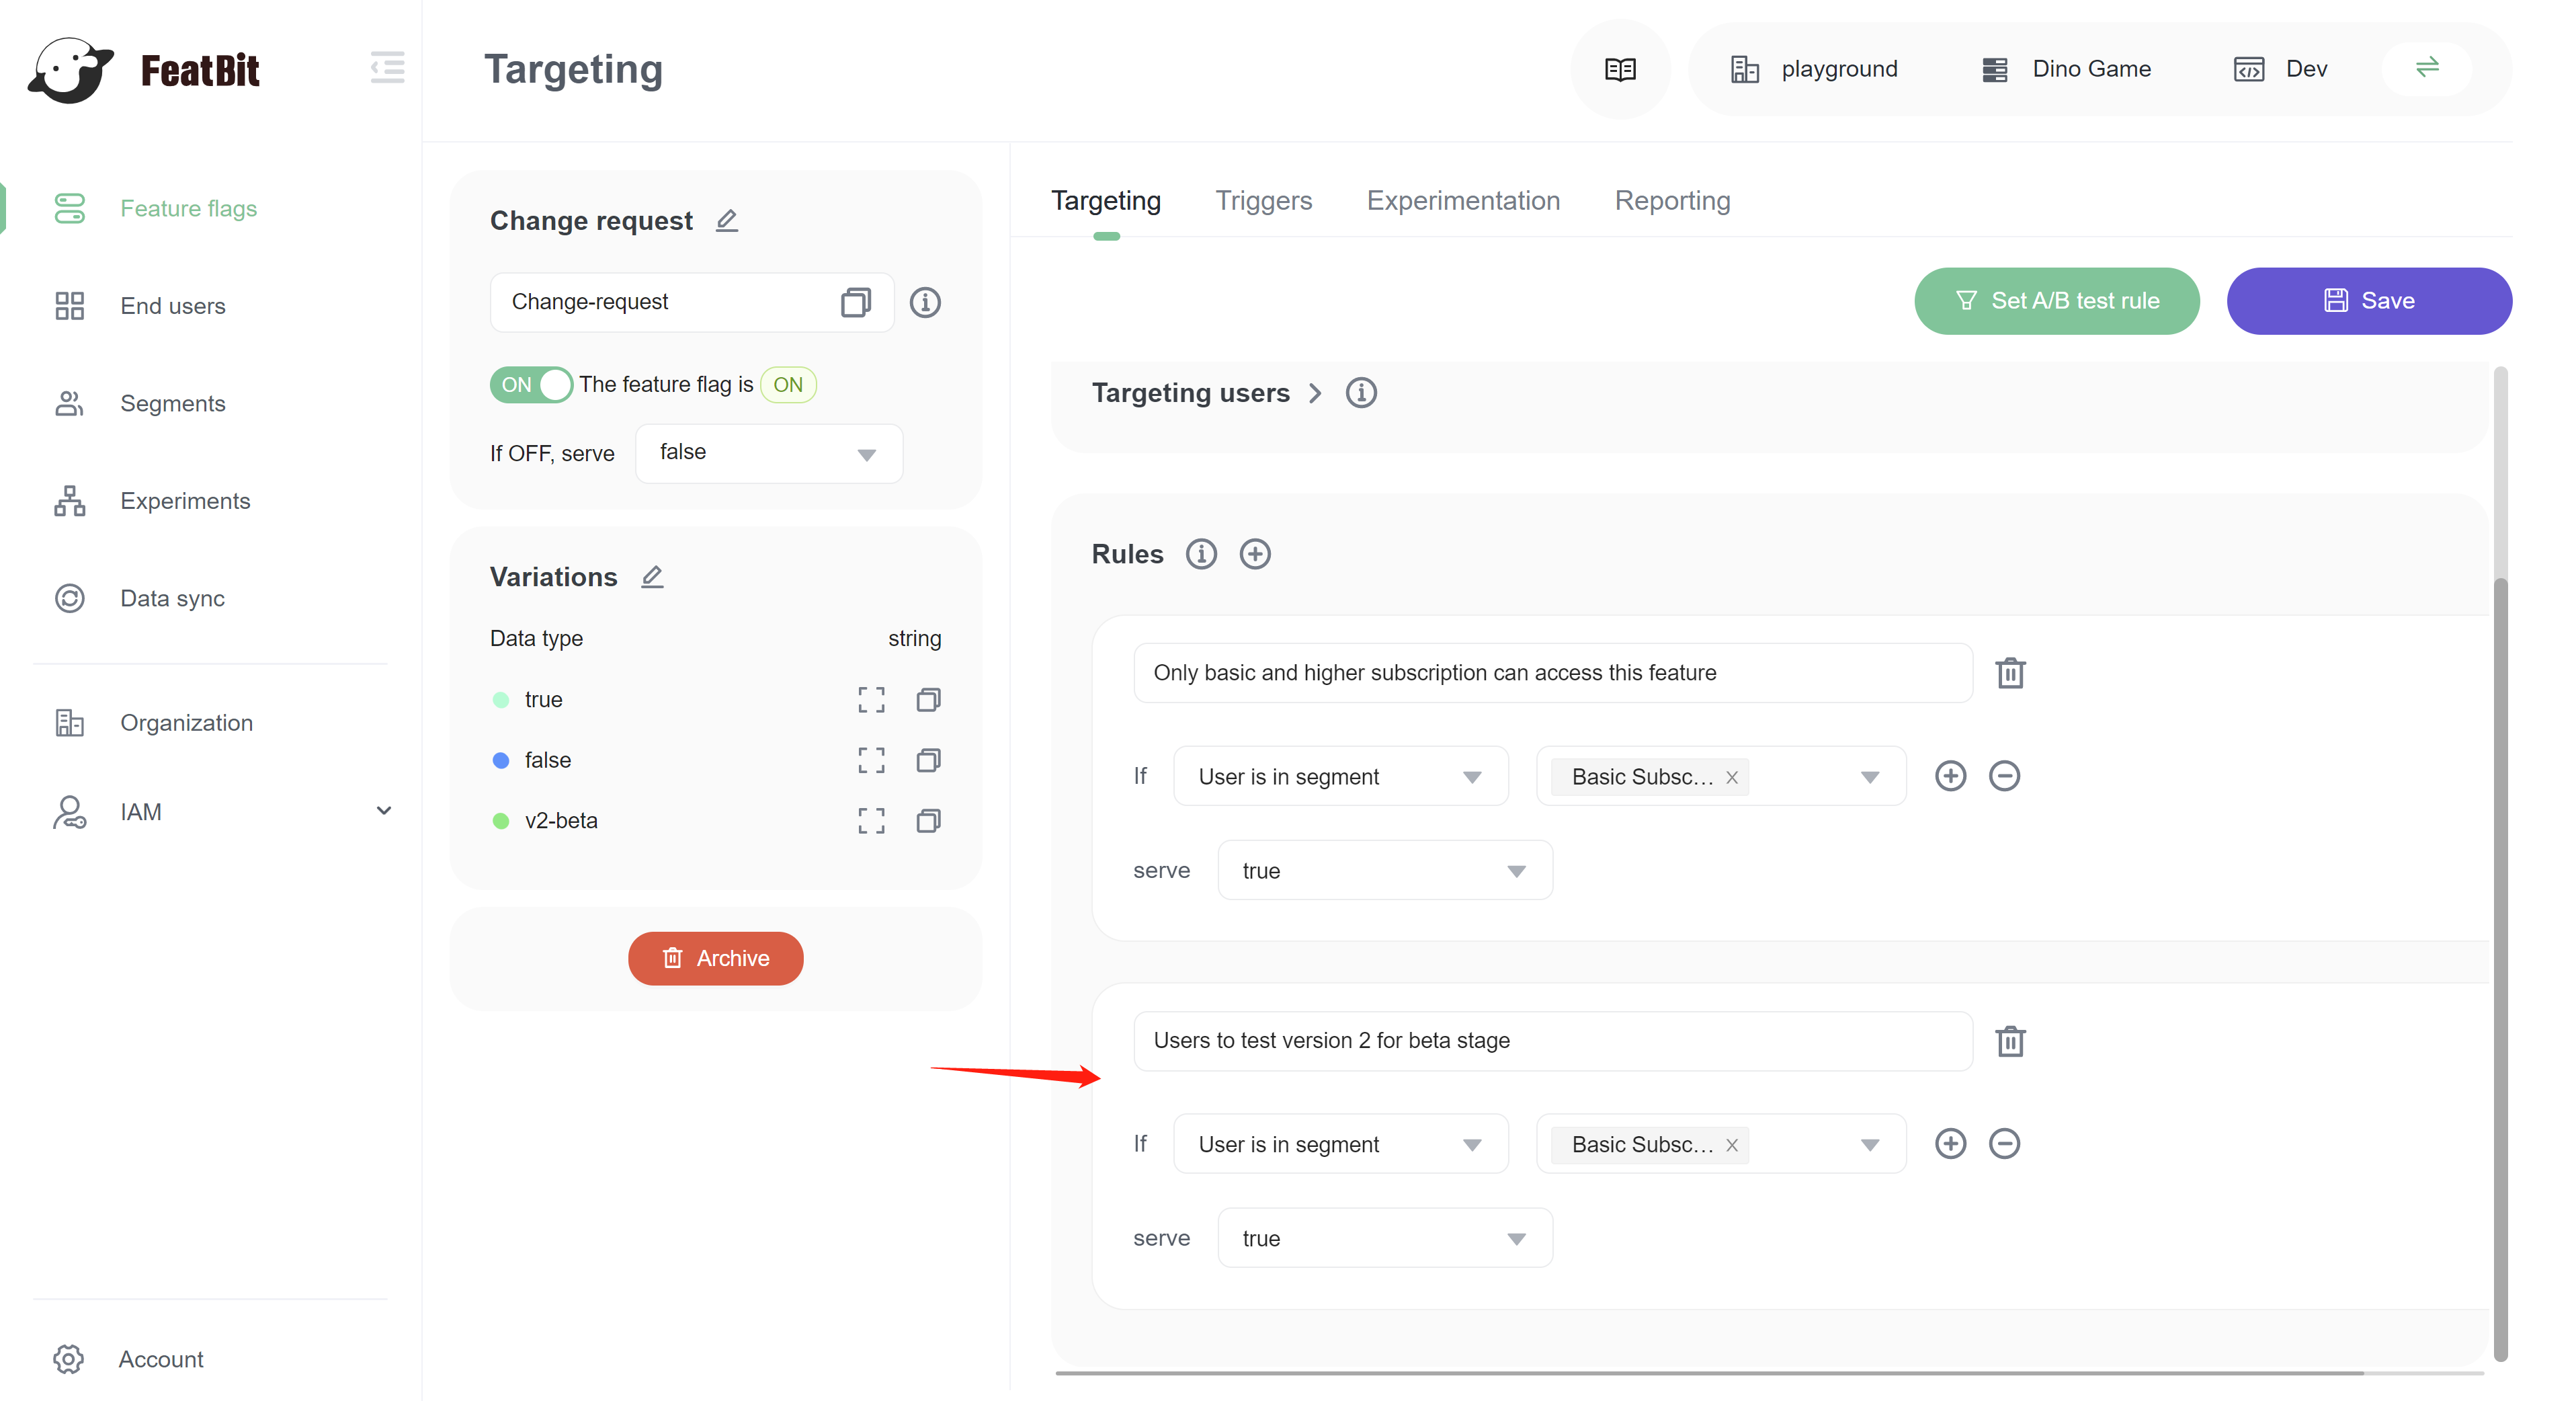 FeatBit
Feature flags
End users
Segments
Experiments
Data sync
Organization
IAM
Account
Targeting
playground
Dino Game
Dev
Change request
Change-request
ON
The feature flag is ON
If OFF, serve false
Variations
Data type string
true
false
v2-beta
Archive
Targeting Triggers Experimentation Reporting
Set A/B test rule
Save
Targeting users
Rules
Only basic and higher subscription can access this feature
If User is in segment Basic Subsc...
serve true
Users to test version 2 for beta stage
If User is in segment Basic Subsc...
serve true